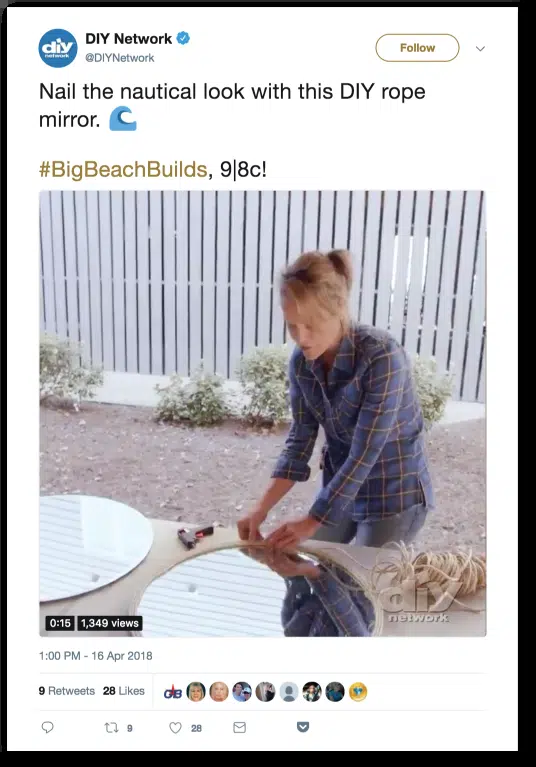 diy
network
DIY Network
@DIYNetwork
Follow
Nail the nautical look with this DIY rope
mirror.
#BigBeachBuilds, 9|8c!
diy
network
0:15 1,349 views
1:00 PM - 16 Apr 2018
9 Retweets 28 Likes
9 28